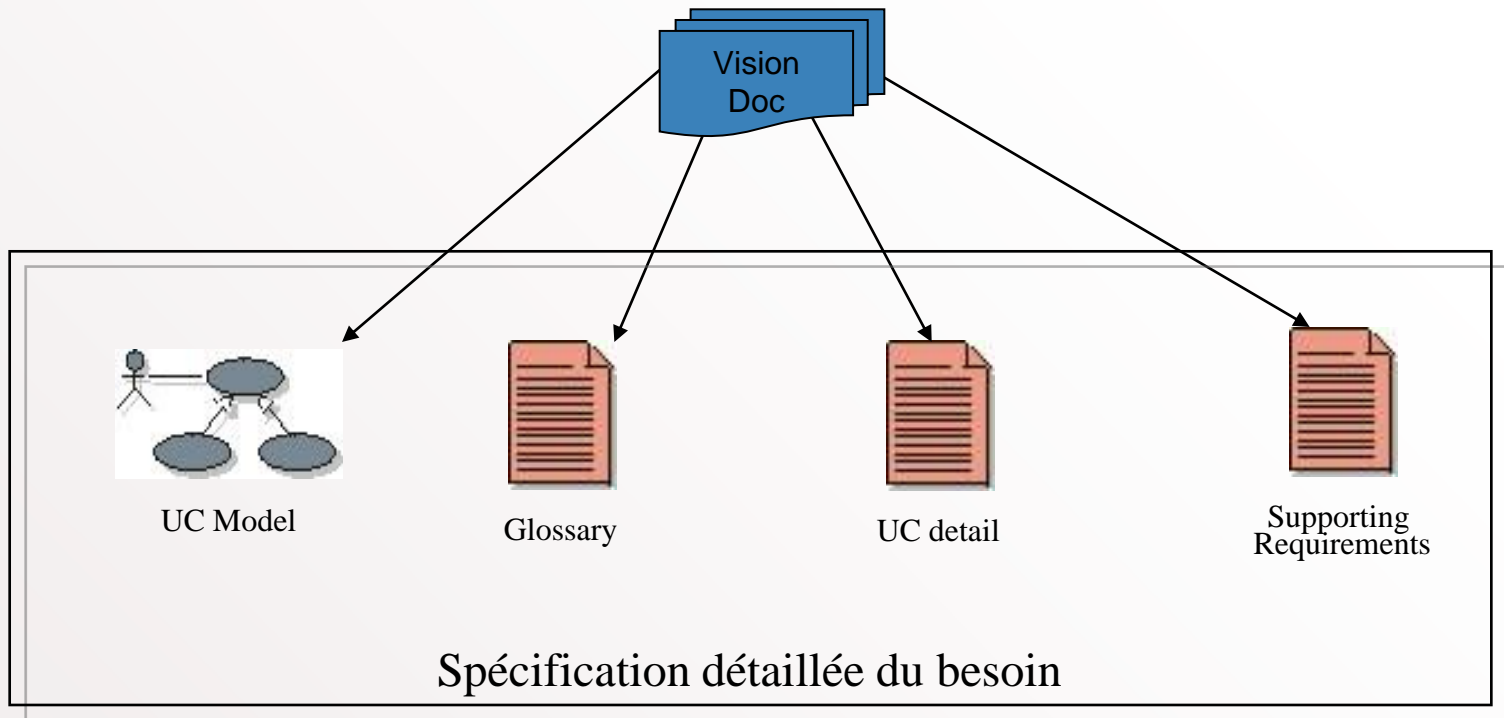 Vision
Doc
UC Model
Glossary
UC detail
Supporting
Requirements
Spécification détaillée du besoin